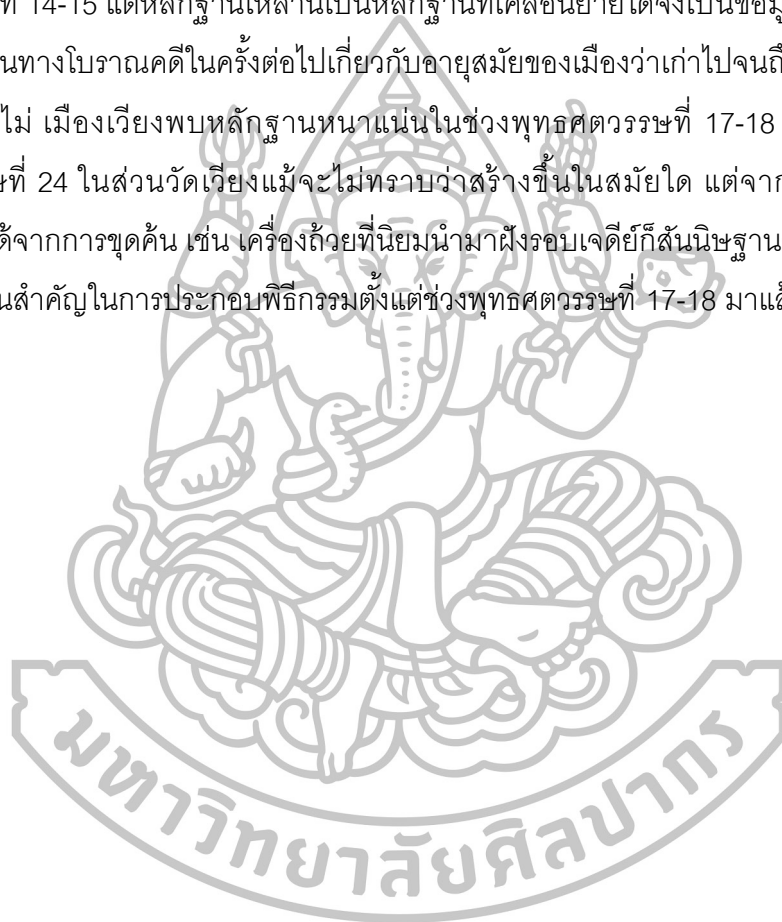 ที่ 14-15 แต่หลักฐานเหล่านี้เป็นหลักฐานที่เคลื่อนย้ายได้จึงเป็น
นทางโบราณคดีในครั้งต่อไปเกี่ยวกับอายุสมัยของเมืองว่าเก่าไปจน
ไม่ เมืองเวียงพบหลักฐานหนาแน่นในช่วงพุทธศตวรรษที่ 17-18
ษที่ 24 ในส่วนวัดเวียงแม้จะไม่ทราบว่าสร้างขึ้นในสมัยใด แต่จาก
ด้จากการขุดค้น เช่น เครื่องถ้วยที่นิยมนำมาฝังรอบเจดีย์ก็สันนิษฐาน
นสำคัญในการประกอบพิธีกรรมตั้งแต่ช่วงพุทธศตวรรษที่ 17-18
มหาวิทยาลัยศิลปากร